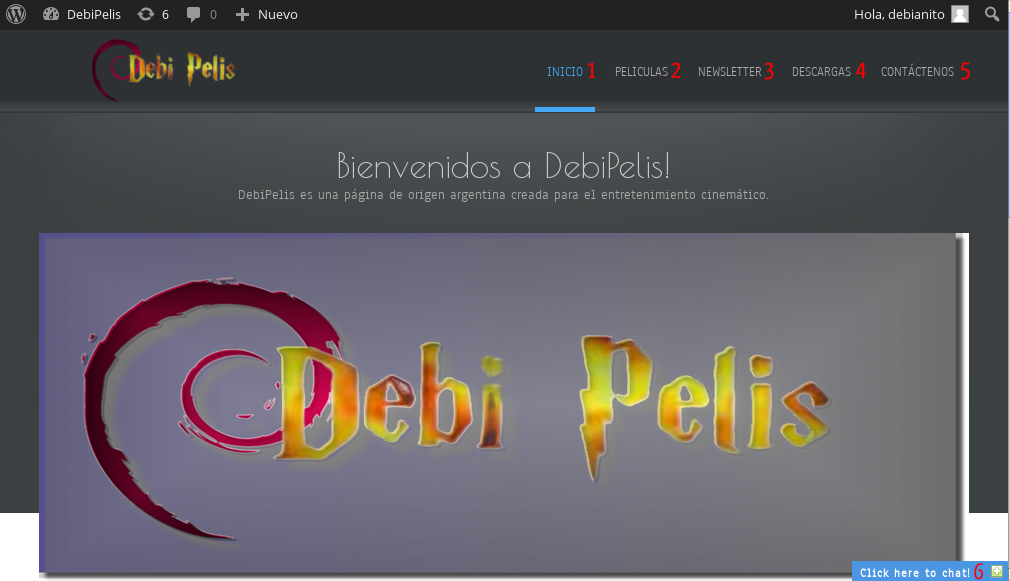 DebiPelis 6 0 Nuevo Hola, debianito
Debi Pelis
INICIO 1 PELICULAS 2 NEWSLETTER 3 DESCARGAS 4 CONTÁCTENOS 5
Bienvenidos a DebiPelis!
DebiPelis es una página de origen argentina creada para el entretenimiento cinemático.
Debi Pelis
Click here to chat! 6